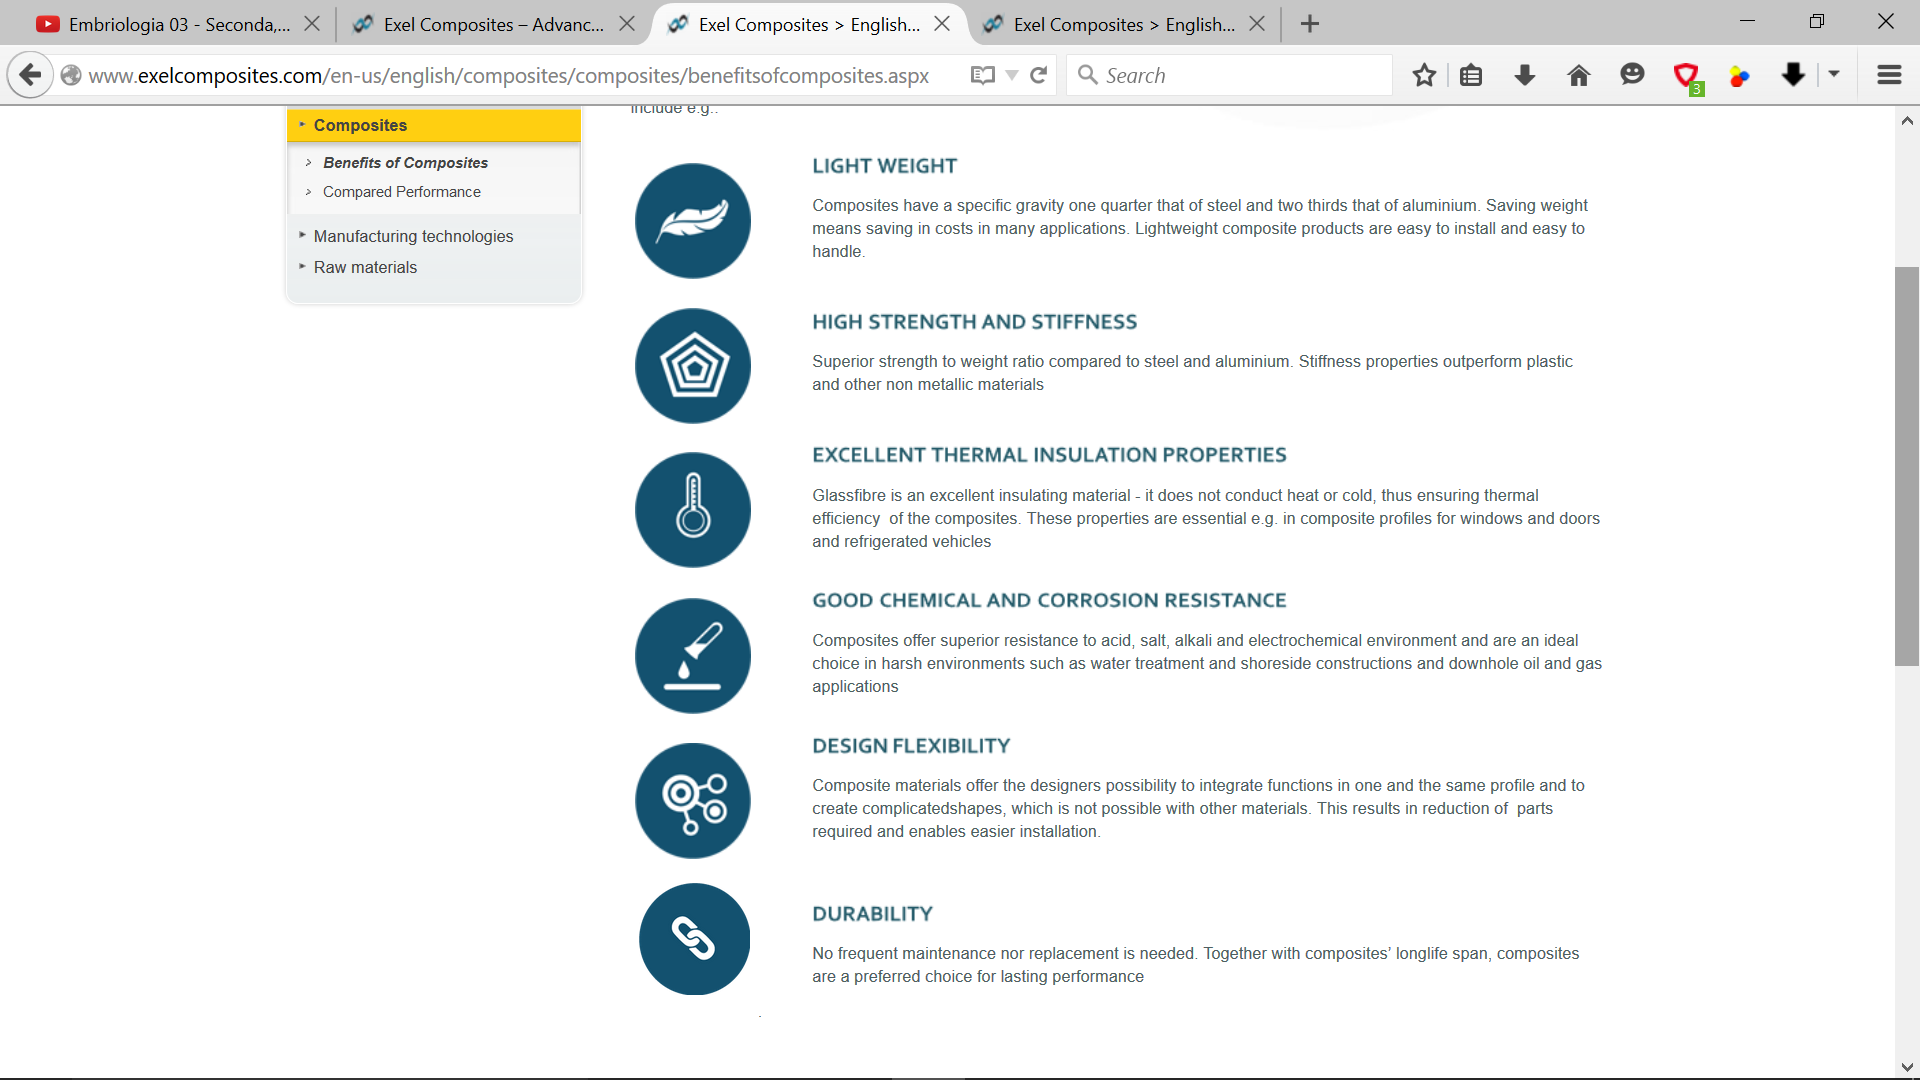 Embriologia 03 - Seconda,...
Exel Composites – Advanc...
Exel Composites > English...
Exel Composites > English...
www.exelcomposites.com/en-us/english/composites/composites/benefitsofcomposites.aspx
Search
3
include e.g.:
Composites
Benefits of Composites
Compared Performance
Manufacturing technologies
Raw materials
LIGHT WEIGHT
Composites have a specific gravity one quarter that of steel and two thirds that of aluminium. Saving weight
means saving in costs in many applications. Lightweight composite products are easy to install and easy to
handle.
HIGH STRENGTH AND STIFFNESS
Superior strength to weight ratio compared to steel and aluminium. Stiffness properties outperform plastic
and other non metallic materials
EXCELLENT THERMAL INSULATION PROPERTIES
Glassfibre is an excellent insulating material - it does not conduct heat or cold, thus ensuring thermal
efficiency  of the composites. These properties are essential e.g. in composite profiles for windows and doors
and refrigerated vehicles
GOOD CHEMICAL AND CORROSION RESISTANCE
Composites offer superior resistance to acid, salt, alkali and electrochemical environment and are an ideal
choice in harsh environments such as water treatment and shoreside constructions and downhole oil and gas
applications
DESIGN FLEXIBILITY
Composite materials offer the designers possibility to integrate functions in one and the same profile and to
create complicatedshapes, which is not possible with other materials. This results in reduction of  parts
required and enables easier installation.
DURABILITY
No frequent maintenance nor replacement is needed. Together with composites’ longlife span, composites
are a preferred choice for lasting performance
.